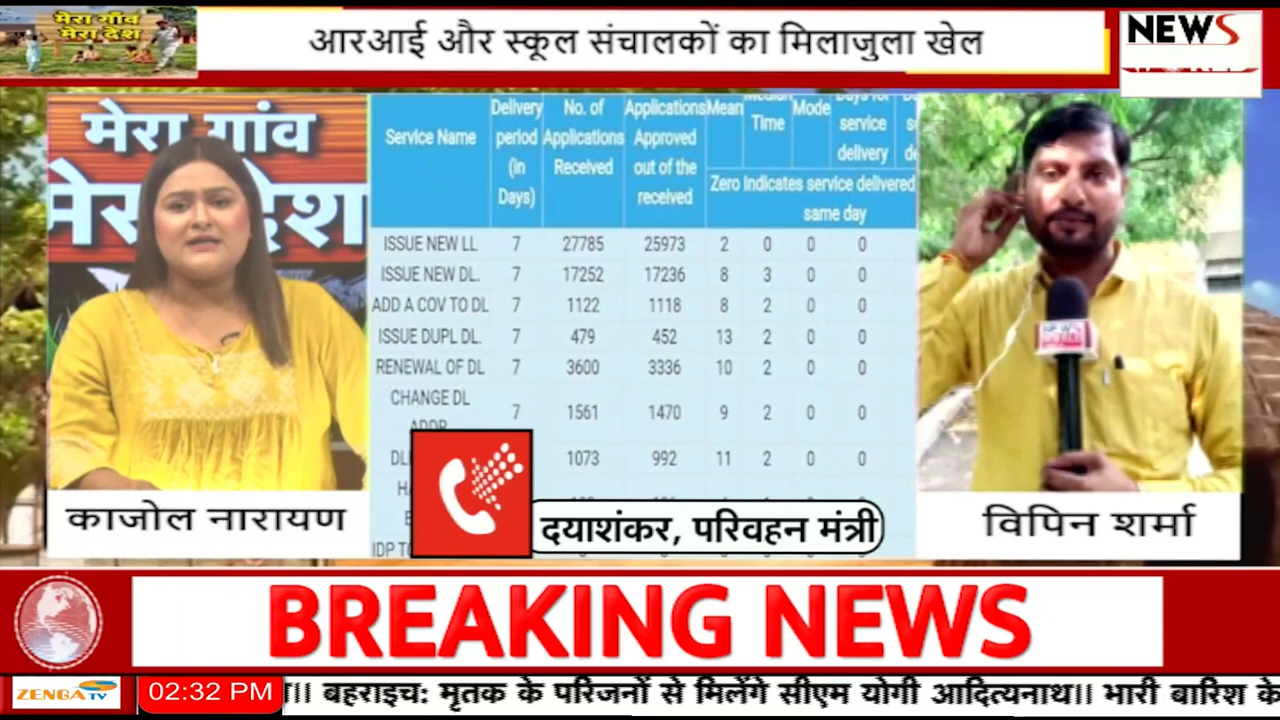 मेरा गाँव
मेरा देश
आरआई और स्कूल संचालकों का मिलाजुला खेल
NEWS
मेरा गांव
मेरा देश
Service Name
Delivery period (in Days)
No. of Applications Received
Applications Approved out of the received
Mean
Median Time
Mode
Days for service delivery
Zero Indicates service delivered same day
ISSUE NEW LL 7 27785 25973 2 0 0 0
ISSUE NEW DL. 7 17252 17236 8 3 0 0
ADD A COV TO DL 7 1122 1118 8 2 0 0
ISSUE DUPL DL. 7 479 452 13 2 0 0
RENEWAL OF DL 7 3600 3336 10 2 0 0
CHANGE DL ADDR 7 1561 1470 9 2 0 0
1073 992 11 2 0 0
IDP TO
दयाशंकर, परिवहन मंत्री
काजोल नारायण
NEWS
विपिन शर्मा
BREAKING NEWS
ZENGA TV
02:32 PM
।। बहराइच: मृतक के परिजनों से मिलेंगे सीएम योगी आदित्यनाथ।। भारी बारिश के